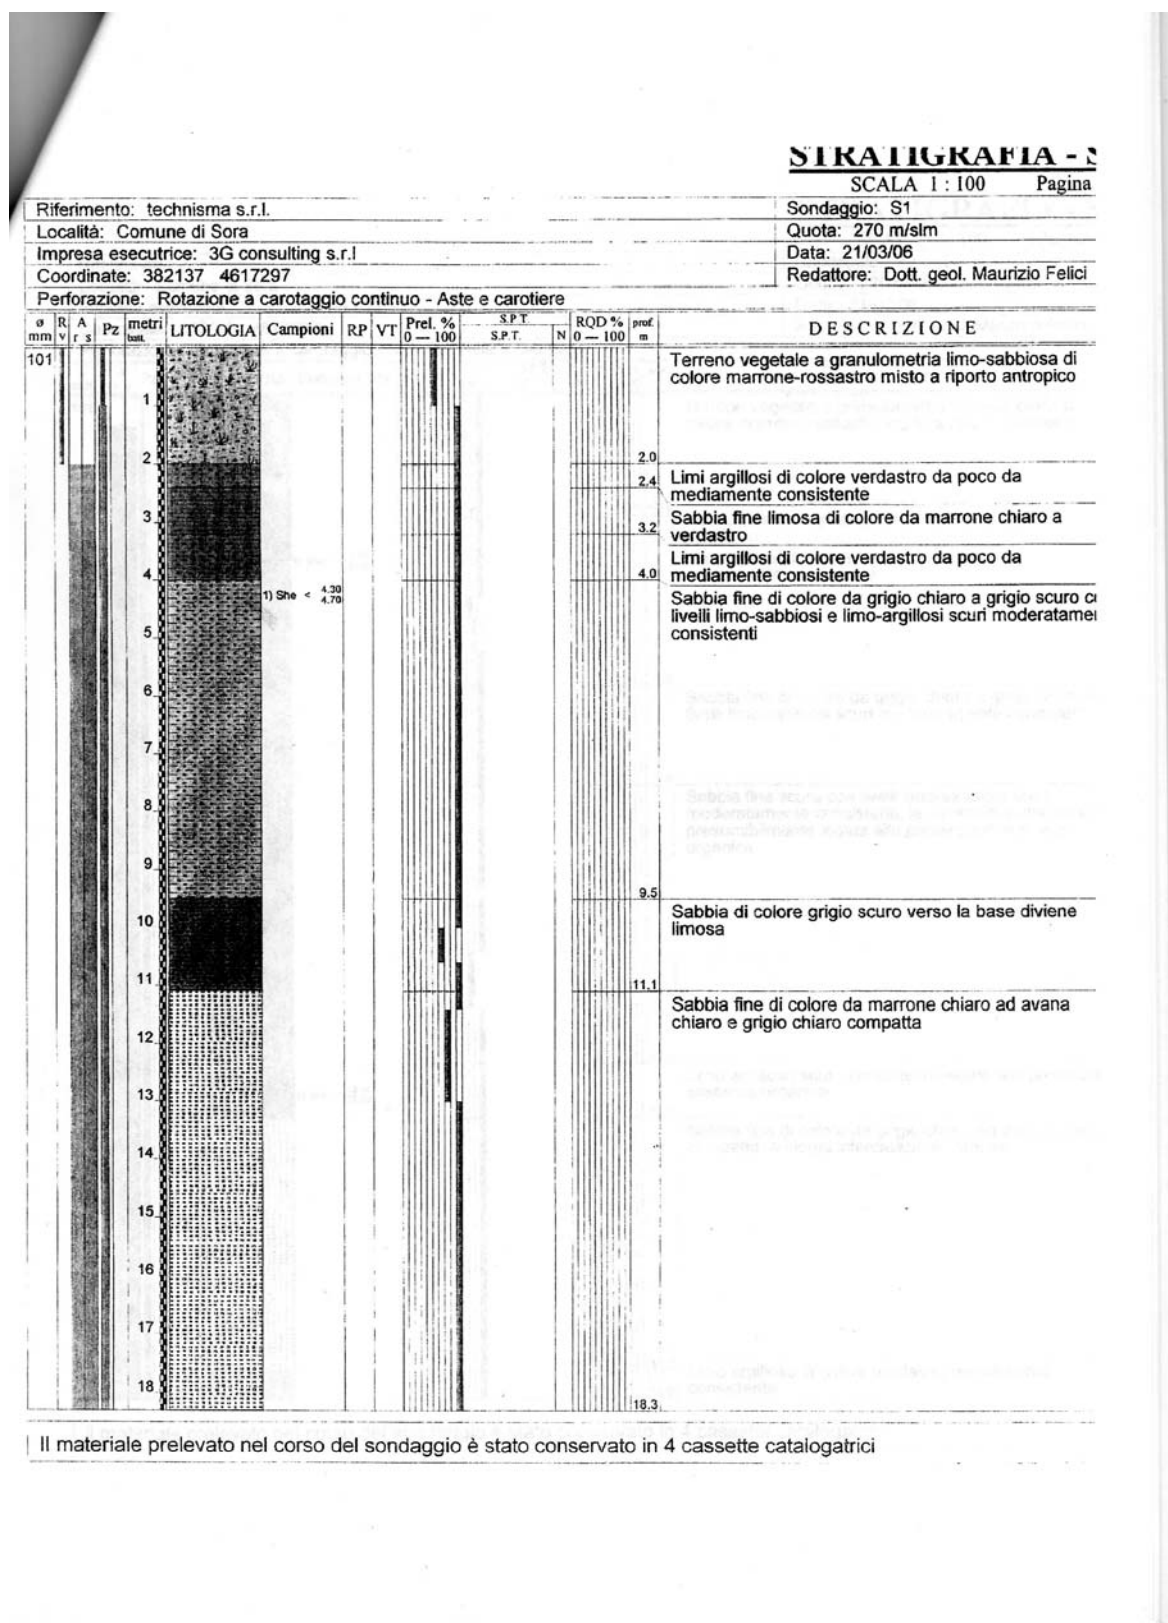 STRATIGRAFIA - S
SCALA 1 : 100 Pagina
Riferimento: technisma s.r.l. Sondaggio: S1
Località: Comune di Sora Quota: 270 m/slm
Impresa esecutrice: 3G consulting s.r.l Data: 21/03/06
Coordinate: 382137 4617297 Redattore: Dott. geol. Maurizio Felici
Perforazione: Rotazione a carotaggio continuo - Aste e carotiere
ø mm R v A r s Pz metri batt. LITOLOGIA Campioni RP VT Prel. % 0 — 100 S.P.T. S.P.T. N RQD % 0 — 100 prof. m DESCRIZIONE
101 Terreno vegetale a granulometria limo-sabbiosa di
colore marrone-rossastro misto a riporto antropico
1
2 2.0
2.4 Limi argillosi di colore verdastro da poco da
mediamente consistente
3 3.2 Sabbia fine limosa di colore da marrone chiaro a
verdastro
Limi argillosi di colore verdastro da poco da
4 4.0 mediamente consistente
1) She < 4.30 4.70 Sabbia fine di colore da grigio chiaro a grigio scuro
livelli limo-sabbiosi e limo-argillosi scuri moderatamen
5 consistenti
6
7
8
9
9.5
10 Sabbia di colore grigio scuro verso la base diviene
limosa
11 11.1
Sabbia fine di colore da marrone chiaro ad avana
chiaro e grigio chiaro compatta
12
13
14
15
16
17
18
18.3
Il materiale prelevato nel corso del sondaggio è stato conservato in 4 cassette catalogatrici